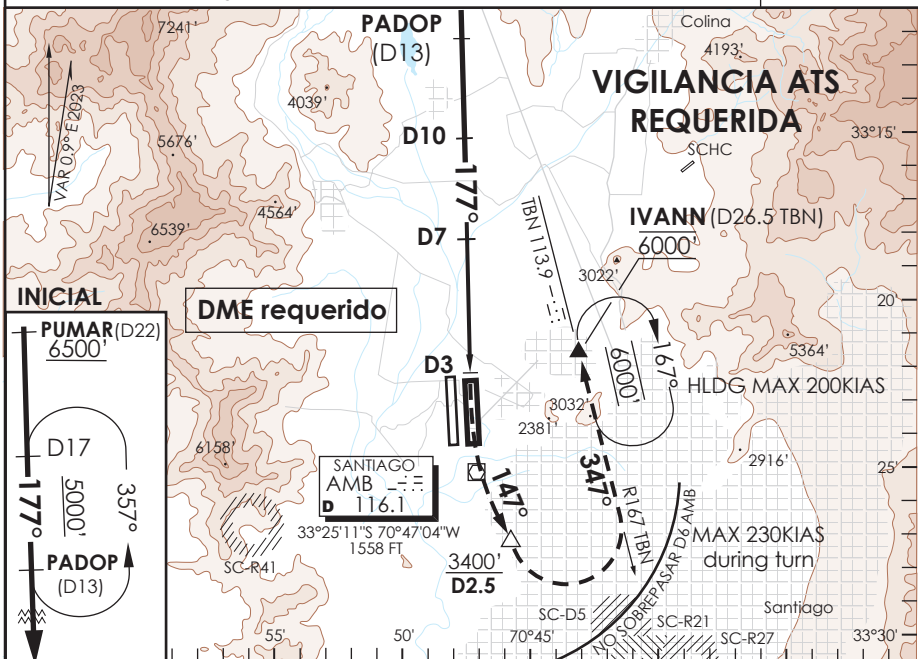 7241'
PADOP
(D13)
Colina
4193'
VIGILANCIA ATS
REQUERIDA
VAR 0.9° E 2023
4039'
D10
33°15'
5676'
SCHC
177°
IVANN (D26.5 TBN)
6000'
4564'
TBN 113.9
6539'
D7
3022'
INICIAL
DME requerido
20
PUMAR (D22)
6500'
D3
6000'
167°
5364'
HLDG MAX 200KIAS
3032'
2381'
D17
6158'
2916'
25'
SANTIAGO
AMB
D 116.1
147°
347°
177°
5000'
357°
R167 TBN
33°25'11"S 70°47'04"W
1558 FT
MAX 230KIAS
during turn
3400'
D2.5
PADOP
(D13)
SC-R41
NO SOBREPASAR D6 AMB
SC-D5
SC-R21
Santiago
SC-R27
55'
50'
70°45'
33°30'